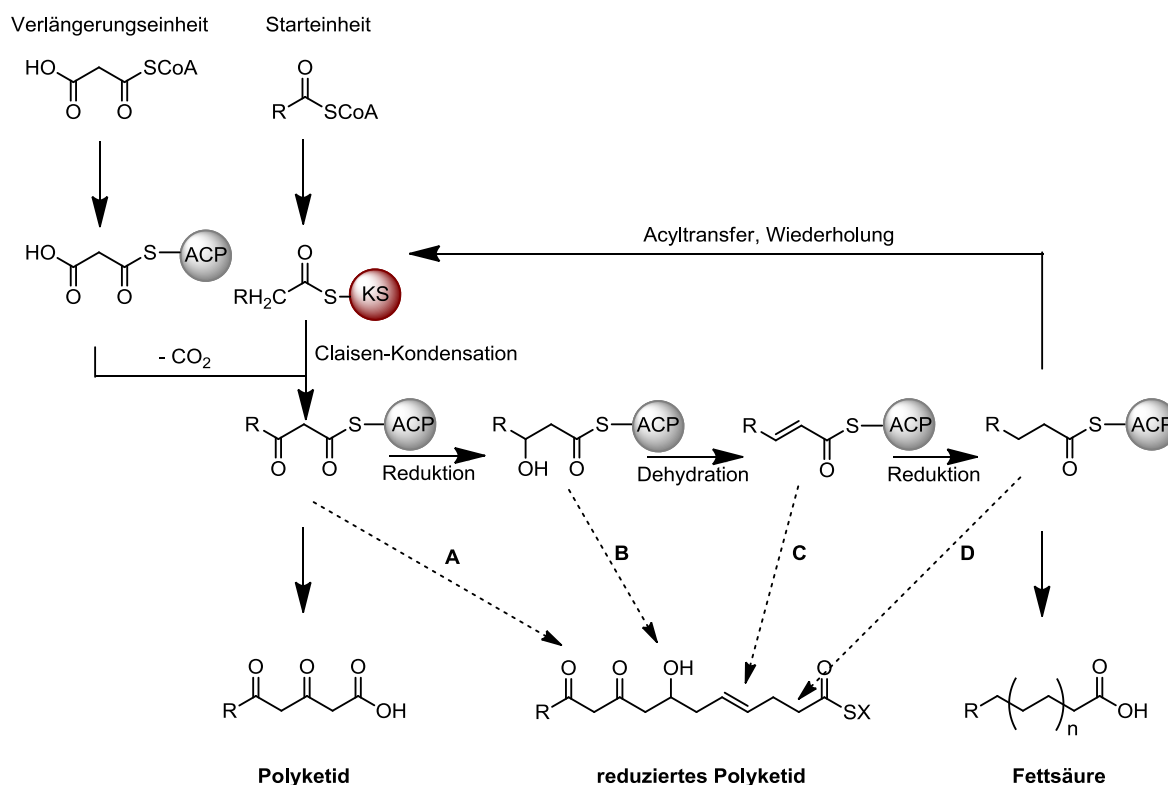 Verlängerungseinheit
Starteinheit
HO
O
O
SCoA
O
R
SCoA
HO
O
O
S
ACP
Acyltransfer, Wiederholung
O
RH2C
S
KS
- CO2
Claisen-Kondensation
R
O
O
S
ACP
Reduktion
R
OH
O
S
ACP
Dehydration
R
O
S
ACP
Reduktion
R
O
S
ACP
A
B
C
D
O
O
O
R
OH
O
O
OH
O
R
SX
O
R
n
OH
Polyketid
reduziertes Polyketid
Fettsäure